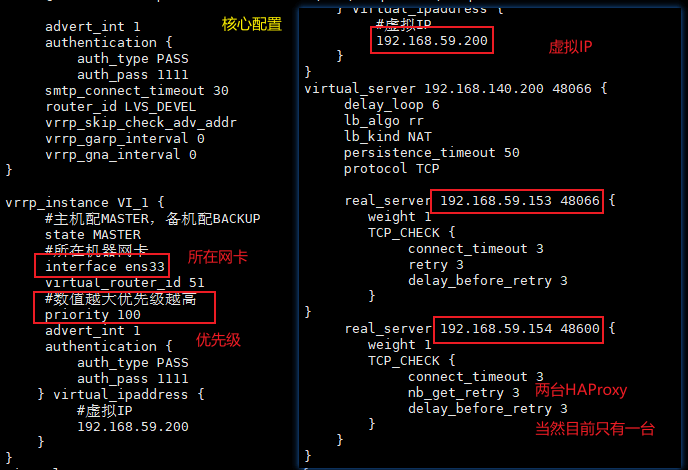 核心配置
advert_int 1
authentication {
auth_type PASS
auth_pass 1111
smtp_connect_timeout 30
router_id LVS_DEVEL
vrrp_skip_check_adv_addr
vrrp_garp_interval 0
vrrp_gna_interval 0
}
vrrp_instance VI_1 {
#主机配MASTER，备机配BACKUP
state MASTER
#所在机器网卡
interface ens33
所在网卡
virtual_router_id 51
#数值越大优先级越高
priority 100
advert_int 1
优先级
authentication {
auth_type PASS
auth_pass 1111
} virtual_ipaddress {
#虚拟IP
192.168.59.200
}
}
} virtual_ipaddress {
#虚拟IP
192.168.59.200
虚拟IP
}
}
virtual_server 192.168.140.200 48066 {
delay_loop 6
lb_algo rr
lb_kind NAT
persistence_timeout 50
protocol TCP
real_server 192.168.59.153 48066 {
weight 1
TCP_CHECK {
connect_timeout 3
retry 3
delay_before_retry 3
}
}
real_server 192.168.59.154 48600 {
weight 1
TCP_CHECK {
connect_timeout 3
nb_get_retry 3
两台HAProxy
delay_before_retry 3
当然目前只有一台
}
}
}